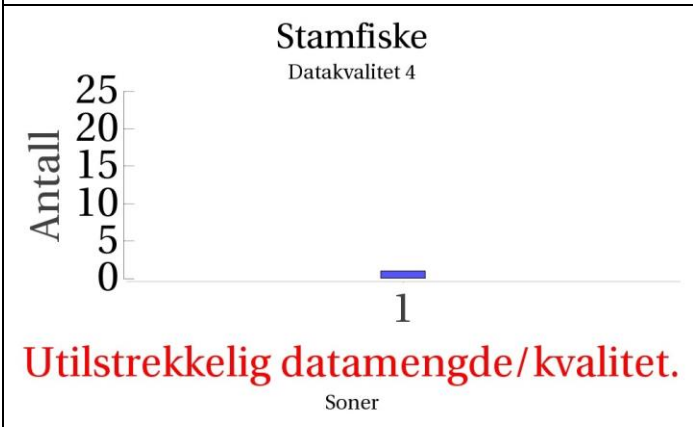 Stamfiske
Datakvalitet 4
25
20
15
10
5
0
Antall
1
Utilstrekkelig datamengde/kvalitet.
Soner